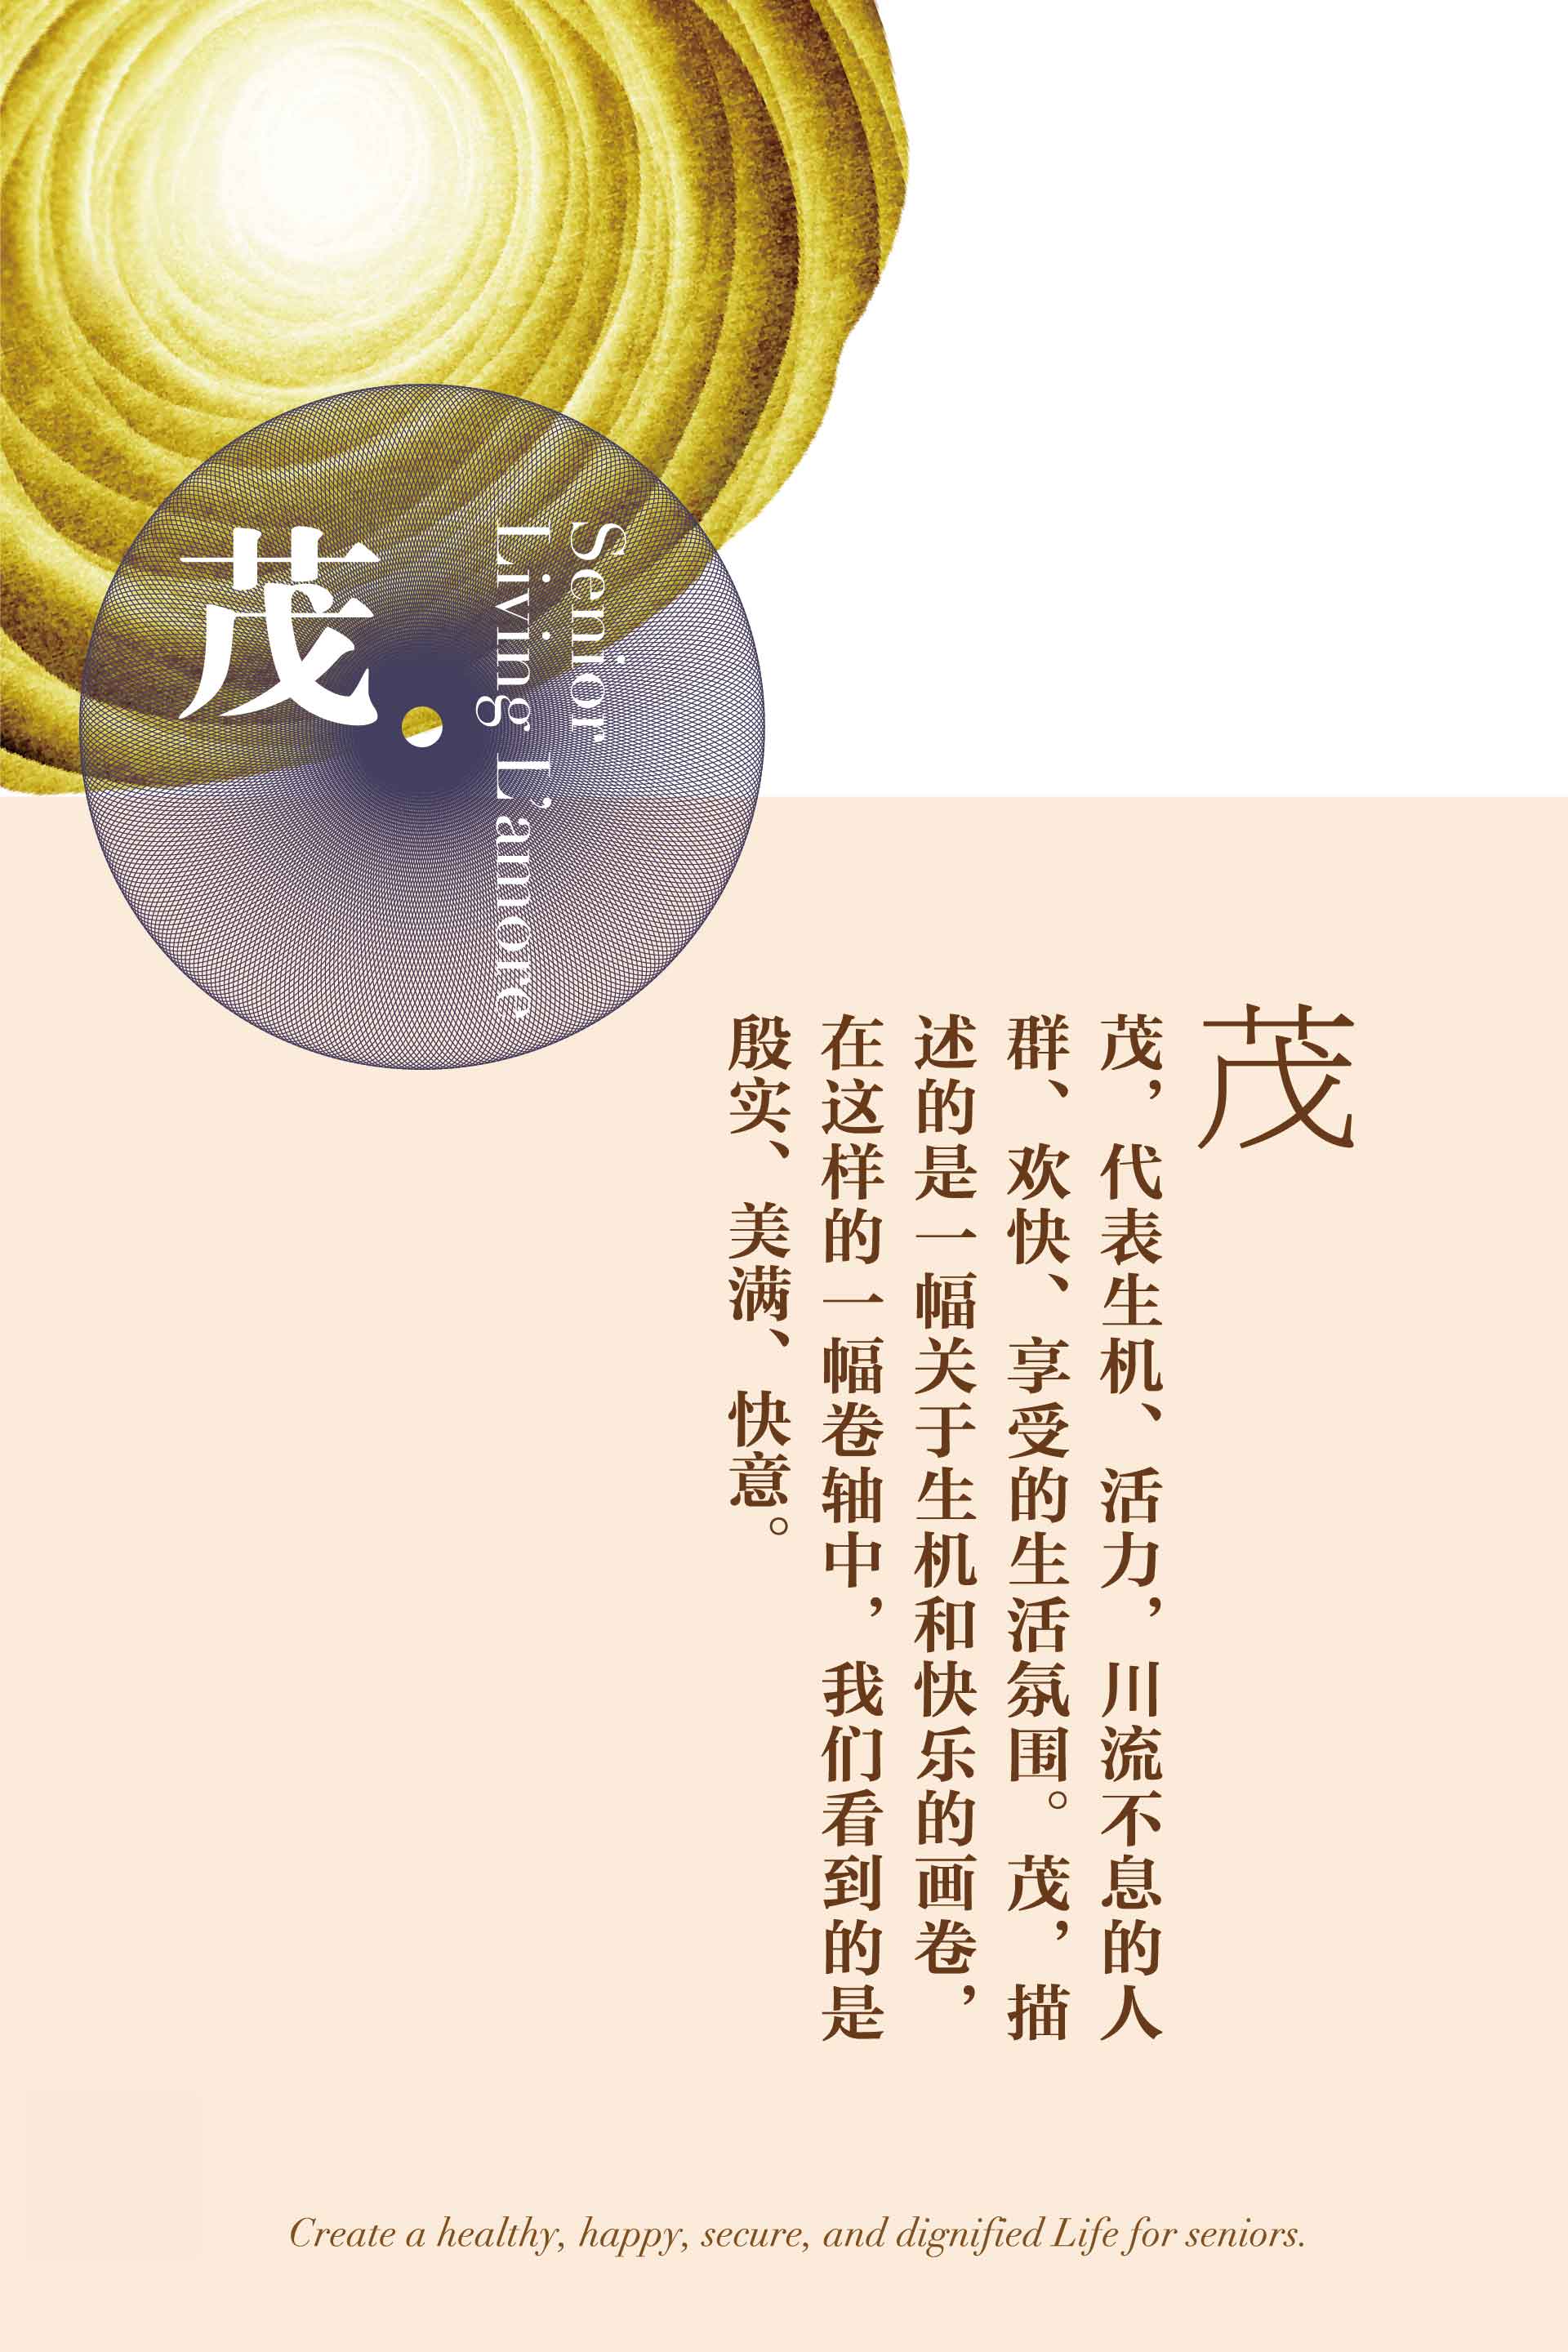 茂
Senior
Living L’amore
茂
茂，代表生机、活力，川流不息的人
群、欢快、享受的生活氛围。茂，描
述的是一幅关于生机和快乐的画卷，
在这样的一幅卷轴中，我们看到的是
殷实、美满、快意。
Create a healthy, happy, secure, and dignified Life for seniors.